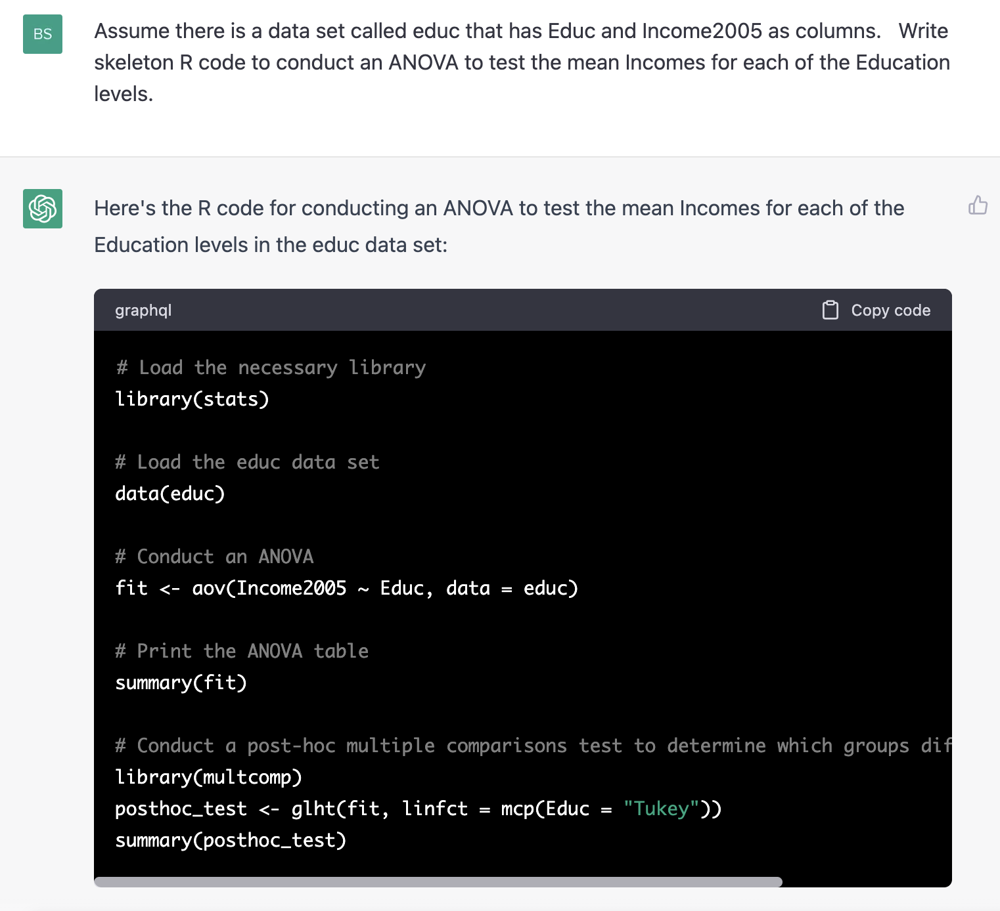 BS
Assume there is a data set called educ that has Educ and Income2005 as columns.   Write
skeleton R code to conduct an ANOVA to test the mean Incomes for each of the Education
levels.
Here's the R code for conducting an ANOVA to test the mean Incomes for each of the
Education levels in the educ data set:
graphql Copy code
# Load the necessary library
library(stats)
# Load the educ data set
data(educ)
# Conduct an ANOVA
fit <- aov(Income2005 ~ Educ, data = educ)
# Print the ANOVA table
summary(fit)
# Conduct a post-hoc multiple comparisons test to determine which groups dif
library(multcomp)
posthoc_test <- glht(fit, linfct = mcp(Educ = "Tukey"))
summary(posthoc_test)